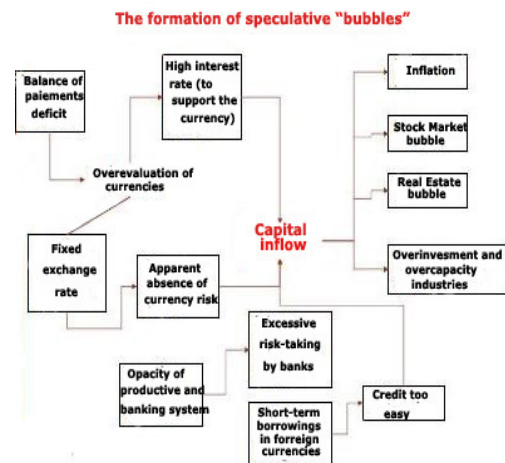 The formation of speculative “bubbles”
Balance of
paiements
deficit
High interest
rate (to
support the
currency)
Inflation
Stock Market
bubble
Overevaluation of
currencies
Real Estate
bubble
Capital
inflow
Fixed
exchange
rate
Apparent
absence of
currency risk
Overinvesment and
overcapacity
industries
Excessive
risk-taking
by banks
Opacity of
productive and
banking system
Short-term
borrowings
in forreign
currencies
Credit too
easy